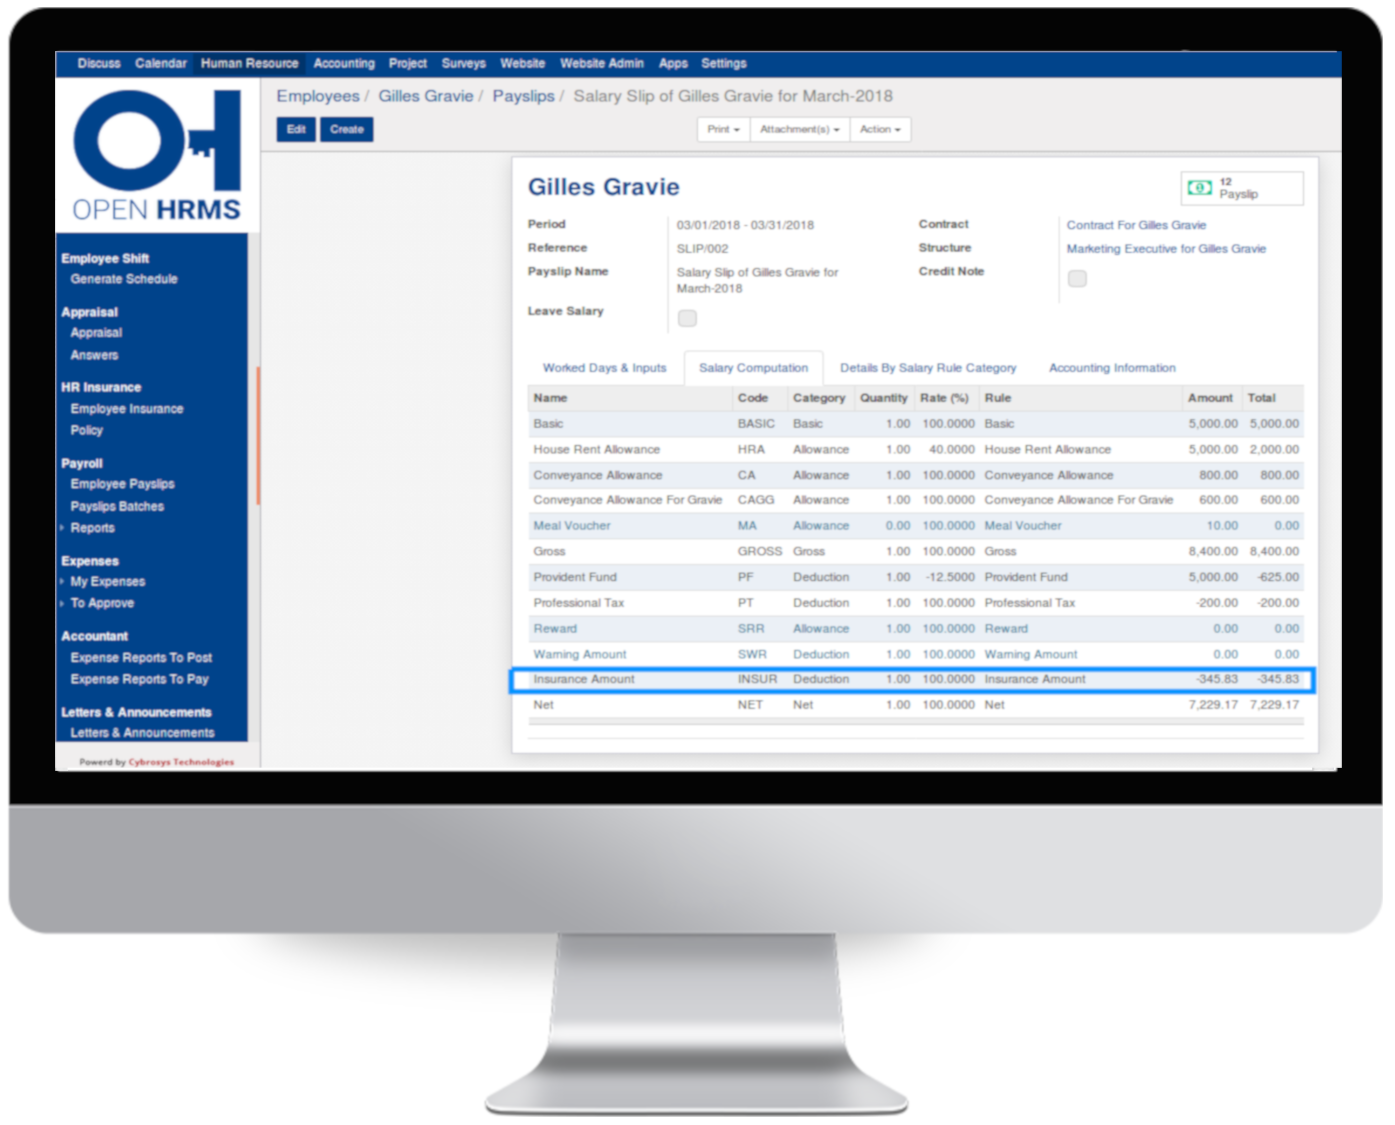 Discuss Calendar Human Resource Accounting Project Surveys Website Website Admin Apps Settings
OPEN HRMS
Employees / Gilles Gravie / Payslips / Salary Slip of Gilles Gravie for March-2018
Edit Create Print Attachment(s) Action
Employee Shift
Generate Schedule
Appraisal
Appraisal
Answers
HR Insurance
Employee Insurance
Policy
Payroll
Employee Payslips
Payslips Batches
Reports
Expenses
My Expenses
To Approve
Accountant
Expense Reports To Post
Expense Reports To Pay
Letters & Announcements
Letters & Announcements
Powerd by Cybrosys Technologies
Gilles Gravie
12
Payslip
Period 03/01/2018 - 03/31/2018 Contract Contract For Gilles Gravie
Reference SLIP/002 Structure Marketing Executive for Gilles Gravie
Payslip Name Salary Slip of Gilles Gravie for Credit Note
March-2018
Leave Salary
Worked Days & Inputs Salary Computation Details By Salary Rule Category Accounting Information
Name Code Category Quantity Rate (%) Rule Amount Total
Basic BASIC Basic 1.00 100.0000 Basic 5,000.00 5,000.00
House Rent Allowance HRA Allowance 1.00 40.0000 House Rent Allowance 5,000.00 2,000.00
Conveyance Allowance CA Allowance 1.00 100.0000 Conveyance Allowance 800.00 800.00
Conveyance Allowance For Gravie CAGG Allowance 1.00 100.0000 Conveyance Allowance For Gravie 600.00 600.00
Meal Voucher MA Allowance 0.00 100.0000 Meal Voucher 10.00 0.00
Gross GROSS Gross 1.00 100.0000 Gross 8,400.00 8,400.00
Provident Fund PF Deduction 1.00 -12.5000 Provident Fund 5,000.00 -625.00
Professional Tax PT Deduction 1.00 100.0000 Professional Tax -200.00 -200.00
Reward SRR Allowance 1.00 100.0000 Reward 0.00 0.00
Warning Amount SWR Deduction 1.00 100.0000 Warning Amount 0.00 0.00
Insurance Amount INSUR Deduction 1.00 100.0000 Insurance Amount -345.83 -345.83
Net NET Net 1.00 100.0000 Net 7,229.17 7,229.17